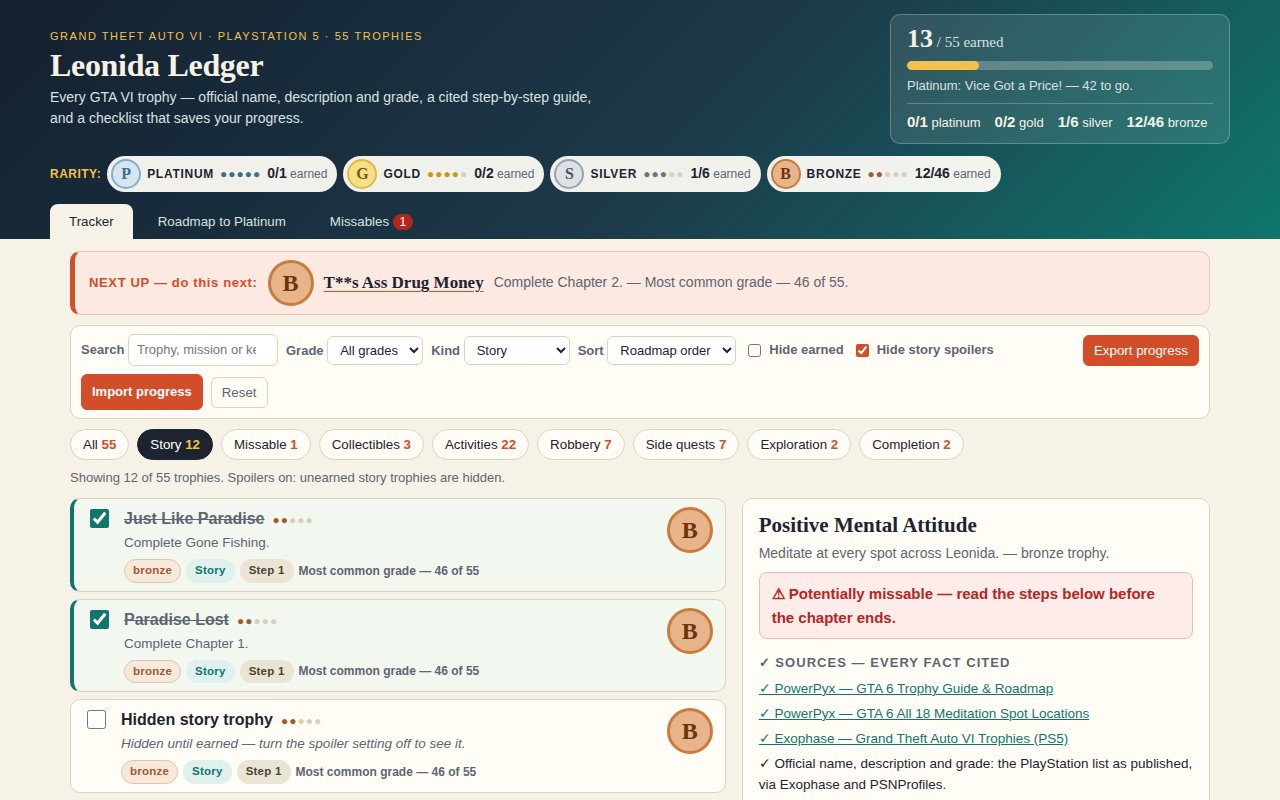 GRAND THEFT AUTO VI · PLAYSTATION 5 · 55 TROPHIES
Leonida Ledger
Every GTA VI trophy — official name, description and grade, a cited step-by-step guide,
and a checklist that saves your progress.
13 / 55 earned
Platinum: Vice Got a Price! — 42 to go.
0/1 platinum 0/2 gold 1/6 silver 12/46 bronze
RARITY: P PLATINUM ●●●●● 0/1 earned G GOLD ●●●●● 0/2 earned S SILVER ●●●●● 1/6 earned B BRONZE ●●●●● 12/46 earned
Tracker Roadmap to Platinum Missables 1
NEXT UP — do this next: B T**s Ass Drug Money Complete Chapter 2. — Most common grade — 46 of 55.
Search Trophy, mission or ke Grade All grades Kind Story Sort Roadmap order Hide earned Hide story spoilers Export progress
Import progress Reset
All 55 Story 12 Missable 1 Collectibles 3 Activities 22 Robbery 7 Side quests 7 Exploration 2 Completion 2
Showing 12 of 55 trophies. Spoilers on: unearned story trophies are hidden.
Just Like Paradise ●●●●● B
Complete Gone Fishing.
bronze Story Step 1 Most common grade — 46 of 55
Paradise Lost ●●●●● B
Complete Chapter 1.
bronze Story Step 1 Most common grade — 46 of 55
Hidden story trophy ●●●●● B
Hidden until earned — turn the spoiler setting off to see it.
bronze Story Step 1 Most common grade — 46 of 55
Positive Mental Attitude
Meditate at every spot across Leonida. — bronze trophy.
⚠ Potentially missable — read the steps below before
the chapter ends.
✓ SOURCES — EVERY FACT CITED
✓ PowerPyx — GTA 6 Trophy Guide & Roadmap
✓ PowerPyx — GTA 6 All 18 Meditation Spot Locations
✓ Exophase — Grand Theft Auto VI Trophies (PS5)
✓ Official name, description and grade: the PlayStation list as published,
via Exophase and PSNProfiles.